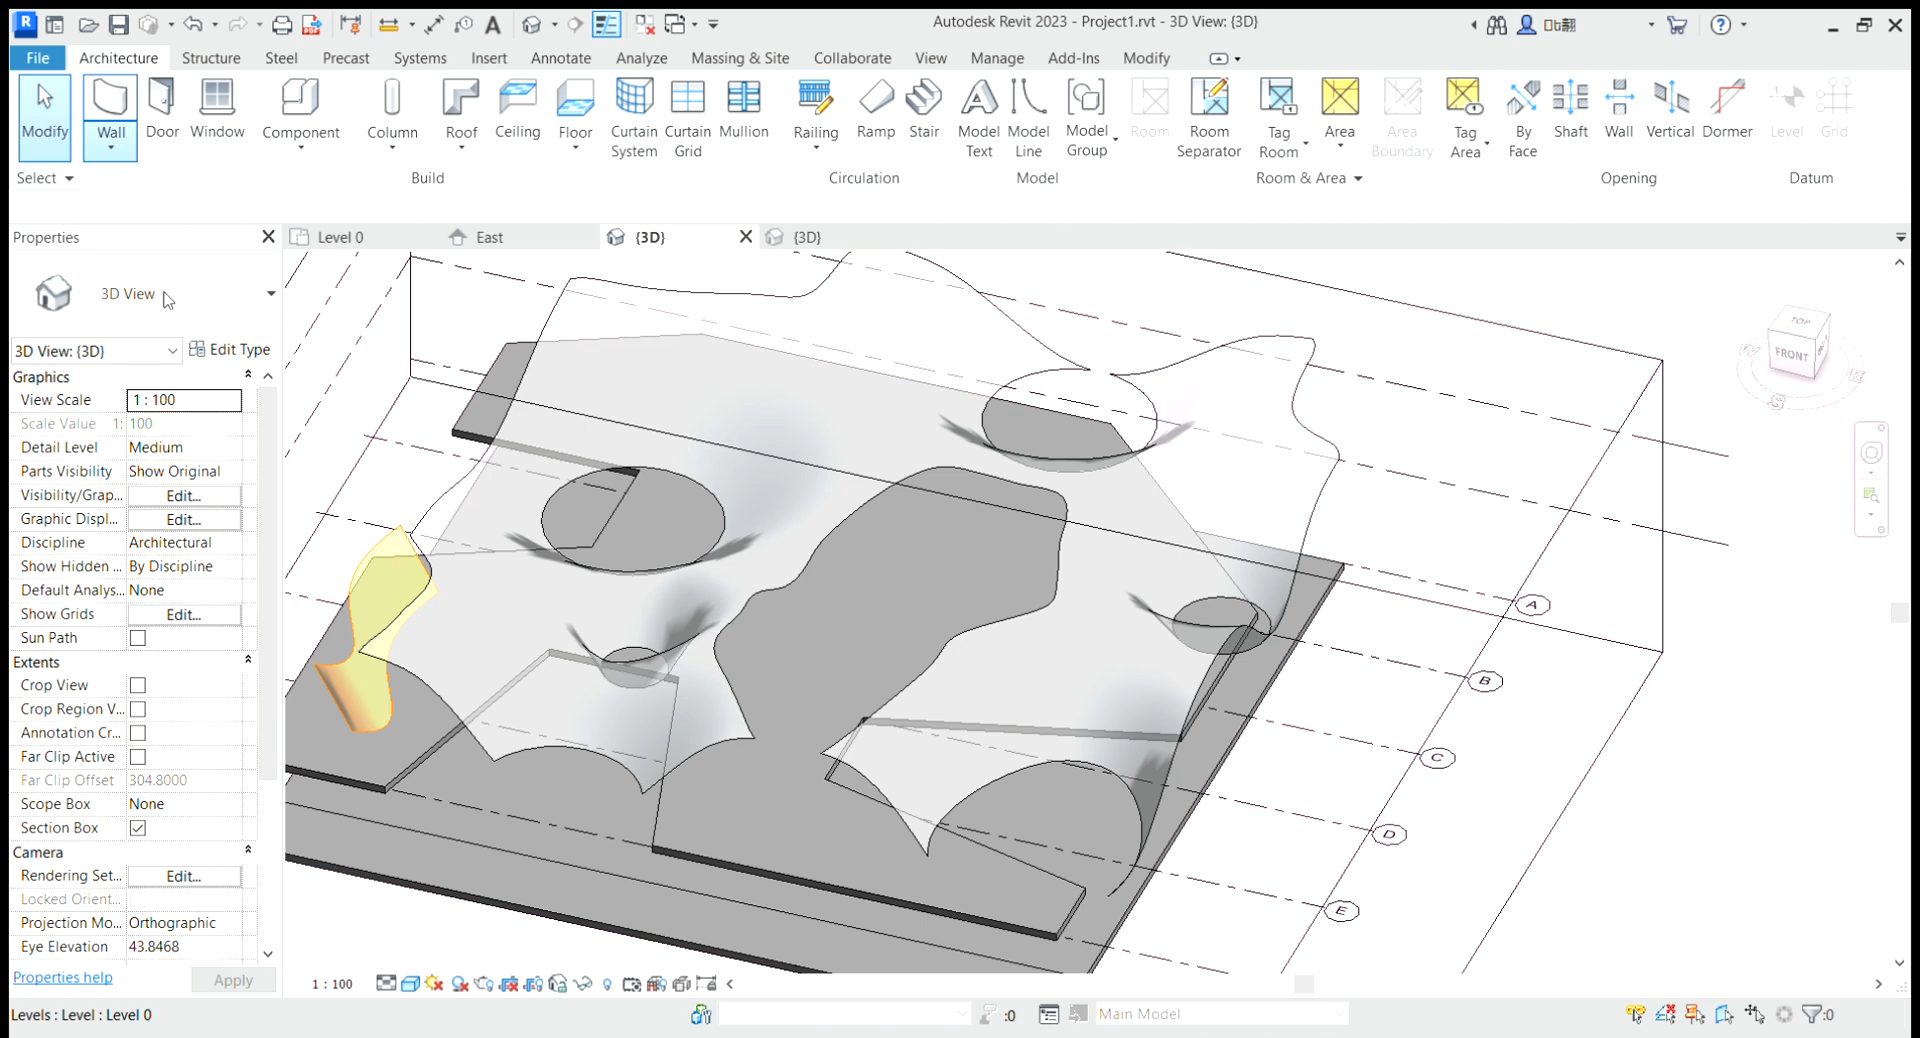 Autodesk Revit 2023 - Project1.rvt - 3D View: {3D}
File Architecture Structure Steel Precast Systems Insert Annotate Analyze Massing & Site Collaborate View Manage Add-Ins Modify
Modify
Wall
Door
Window
Component
Column
Roof
Ceiling
Floor
Curtain System
Curtain Grid
Mullion
Railing
Ramp
Stair
Model Text
Model Line
Model Group
Room
Room Separator
Tag Room
Area
Area Boundary
Tag Area
By Face
Shaft
Wall
Vertical
Dormer
Level
Grid
Select
Build
Circulation
Model
Room & Area
Opening
Datum
Properties
Level 0
East
{3D}
{3D}
3D View
3D View: {3D}
Edit Type
Graphics
View Scale 1 : 100
Scale Value 1: 100
Detail Level Medium
Parts Visibility Show Original
Visibility/Grap... Edit...
Graphic Displ... Edit...
Discipline Architectural
Show Hidden ... By Discipline
Default Analys... None
Show Grids Edit...
Sun Path
Extents
Crop View
Crop Region V...
Annotation Cr...
Far Clip Active
Far Clip Offset 304.8000
Scope Box None
Section Box
Camera
Rendering Set... Edit...
Locked Orient...
Projection Mo... Orthographic
Eye Elevation 43.8468
Properties help
Apply
TOP
FRONT
S
A
B
C
D
E
1 : 100
Levels : Level : Level 0
:0
Main Model
:0